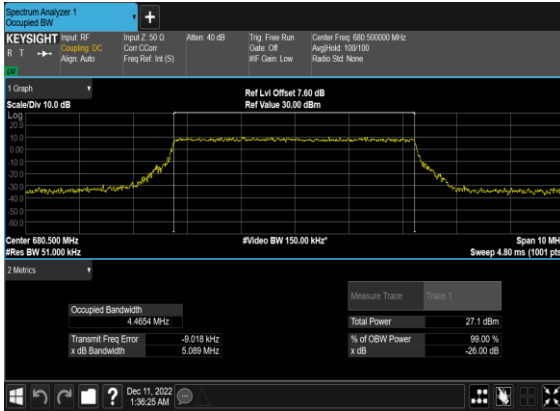 Spectrum Analyzer 1
Occupied BW
KEYSIGHT
R T
Input: RF
Coupling: DC
Align: Auto
Input Z: 50 Ω
Corr CCorr
Freq Ref: Int (S)
Atten: 40 dB
Trig: Free Run
Gate: Off
#IF Gain: Low
Center Freq: 680.500000 MHz
Avg|Hold: 100/100
Radio Std: None
1 Graph
Scale/Div 10.0 dB
Ref Lvl Offset 7.60 dB
Ref Value 30.00 dBm
Log
20.0
10.0
0.00
-10.0
-20.0
-30.0
-40.0
-50.0
-60.0
Center 680.500 MHz
#Res BW 51.000 kHz
#Video BW 150.00 kHz*
Span 10 MH
Sweep 4.80 ms (1001 pts
2 Metrics
Measure Trace
Trace 1
Occupied Bandwidth
4.4654 MHz
Total Power
27.1 dBm
Transmit Freq Error
-9.018 kHz
% of OBW Power
99.00 %
x dB Bandwidth
5.089 MHz
x dB
-26.00 dB
?
Dec 11, 2022
1:36:25 AM